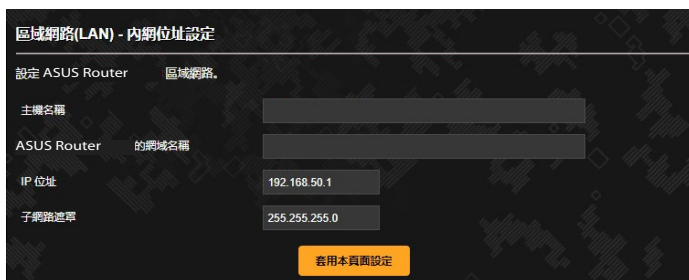 區域網路(LAN) - 內網位址設定
設定 ASUS Router 區域網路。
主機名稱
ASUS Router 的網域名稱
IP 位址 192.168.50.1
子網路遮罩 255.255.255.0
套用本頁面設定